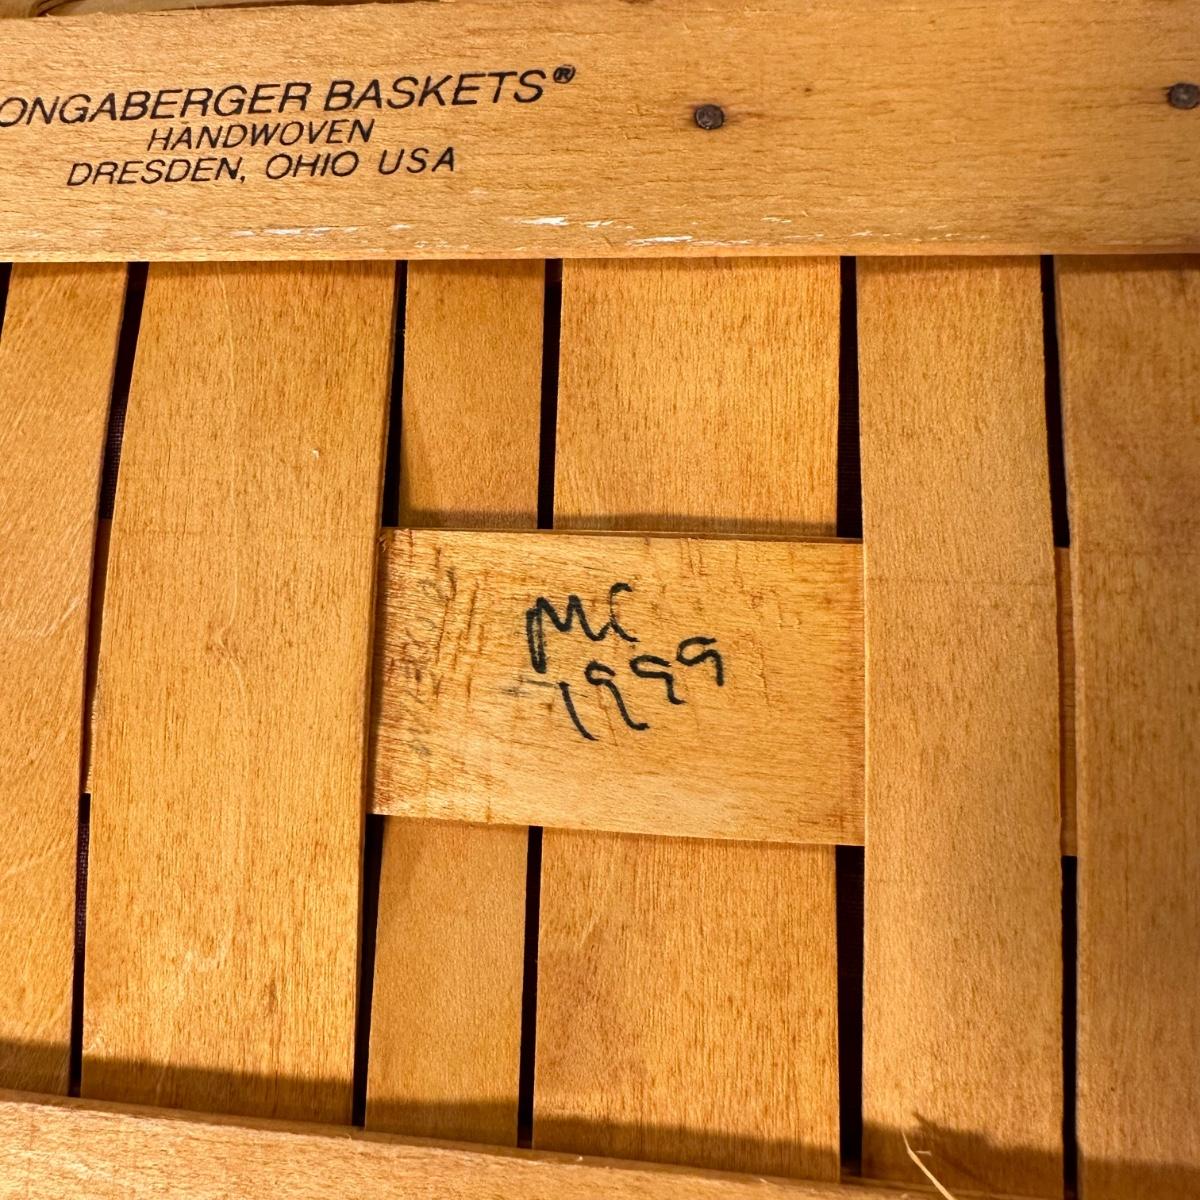 ONGABERGER BASKETS®
HANDWOVEN
DRESDEN, OHIO USA
MC
1999